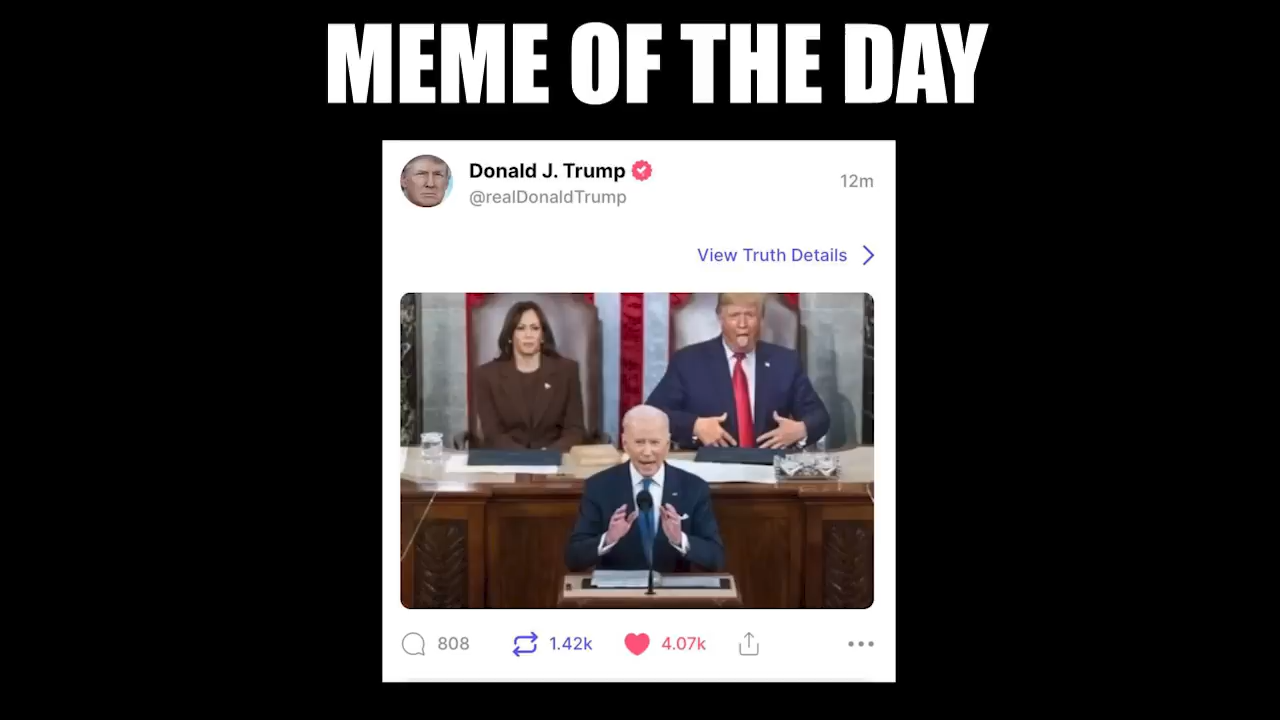 MEME OF THE DAY
Donald J. Trump
12m
@realDonaldTrump
View Truth Details
808 1.42k 4.07k